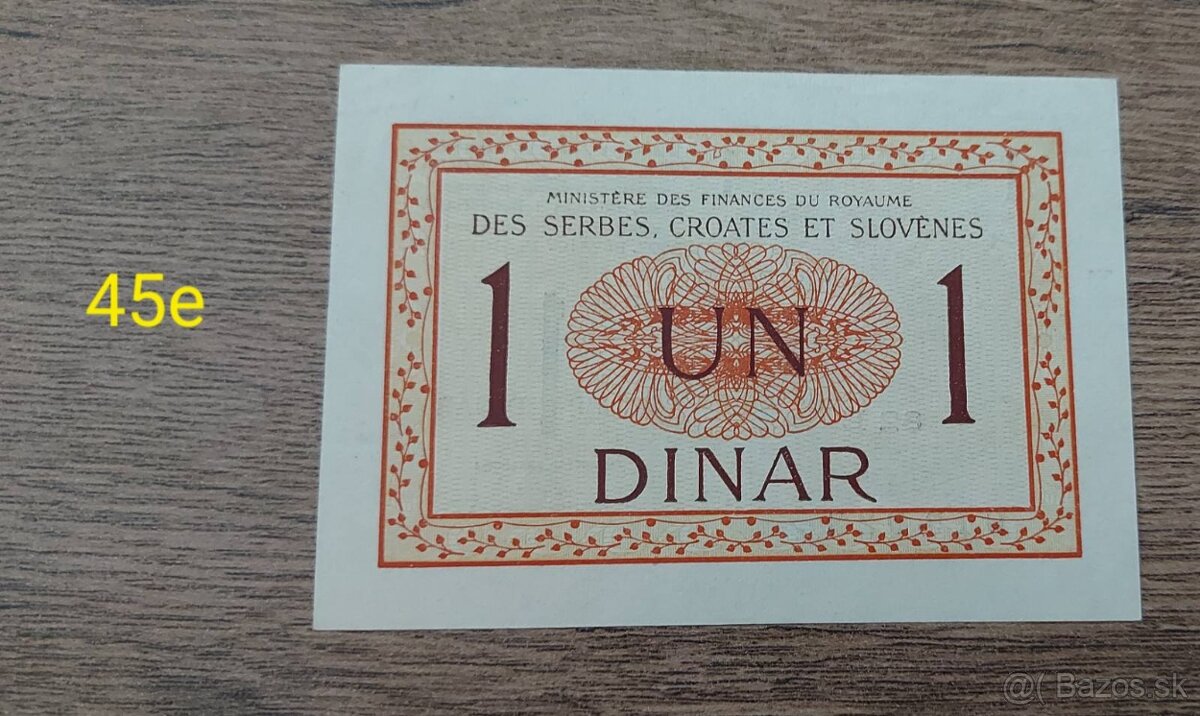 45e
MINISTÈRE DES FINANCES DU ROYAUME
DES SERBES, CROATES ET SLOVÈNES
1 UN 1
DINAR
@( Bazos.sk